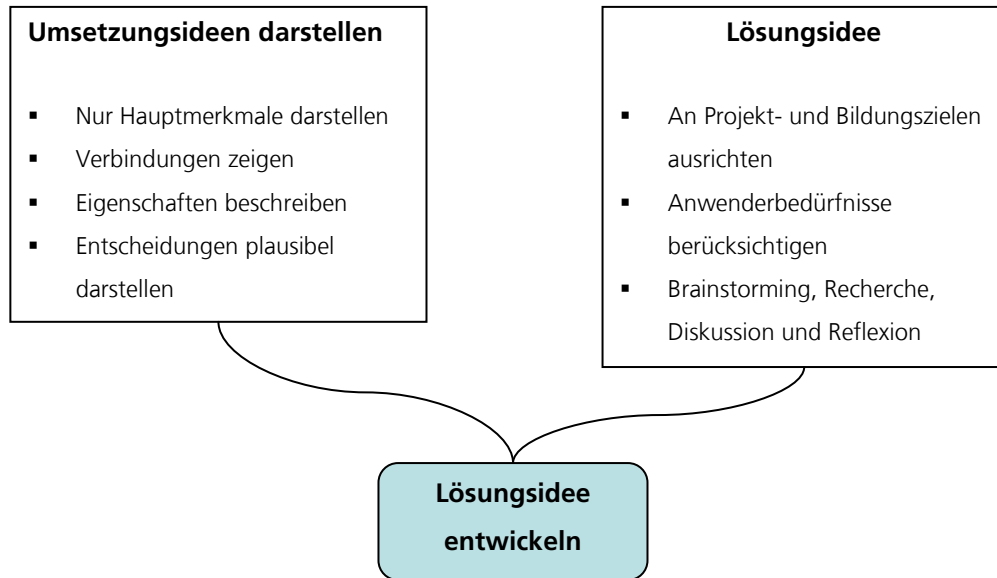 Umsetzungsideen darstellen
▪ Nur Hauptmerkmale darstellen
▪ Verbindungen zeigen
▪ Eigenschaften beschreiben
▪ Entscheidungen plausibel
darstellen
Lösungsidee
▪ An Projekt- und Bildungszielen
ausrichten
▪ Anwenderbedürfnisse
berücksichtigen
▪ Brainstorming, Recherche,
Diskussion und Reflexion
Lösungsidee
entwickeln